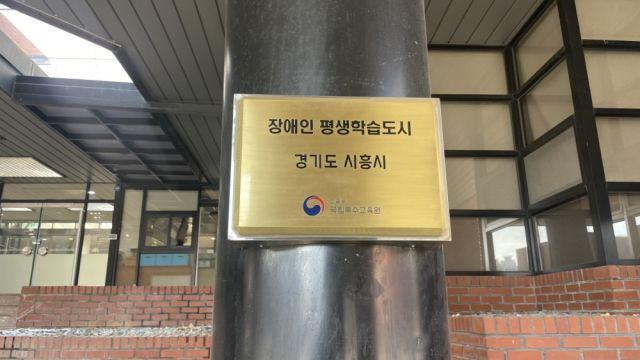 장애인 평생학습도시
경기도 시흥시
국립특수교육원